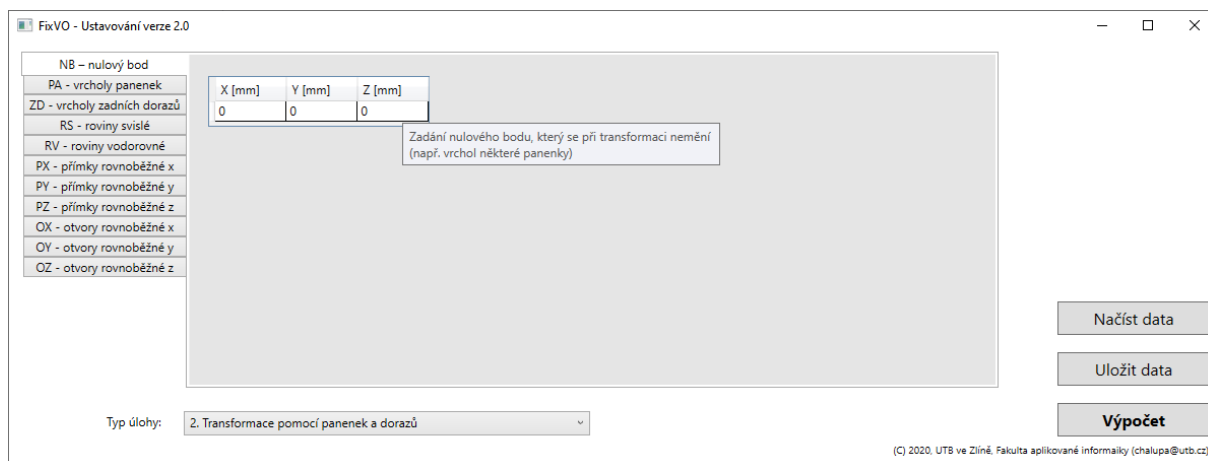 FixVO - Ustavování verze 2.0
NB – nulový bod
PA - vrcholy panenek
ZD - vrcholy zadních dorazů
RS - roviny svislé
RV - roviny vodorovné
PX - přímky rovnoběžné x
PY - přímky rovnoběžné y
PZ - přímky rovnoběžné z
OX - otvory rovnoběžné x
OY - otvory rovnoběžné y
OZ - otvory rovnoběžné z
X [mm] Y [mm] Z [mm]
0 0 0
Zadání nulového bodu, který se při transformaci nemění
(např. vrchol některé panenky)
Načíst data
Uložit data
Výpočet
Typ úlohy: 2. Transformace pomocí panenek a dorazů
(C) 2020, UTB ve Zlíně, Fakulta aplikované informaiky (chalupa@utb.cz)